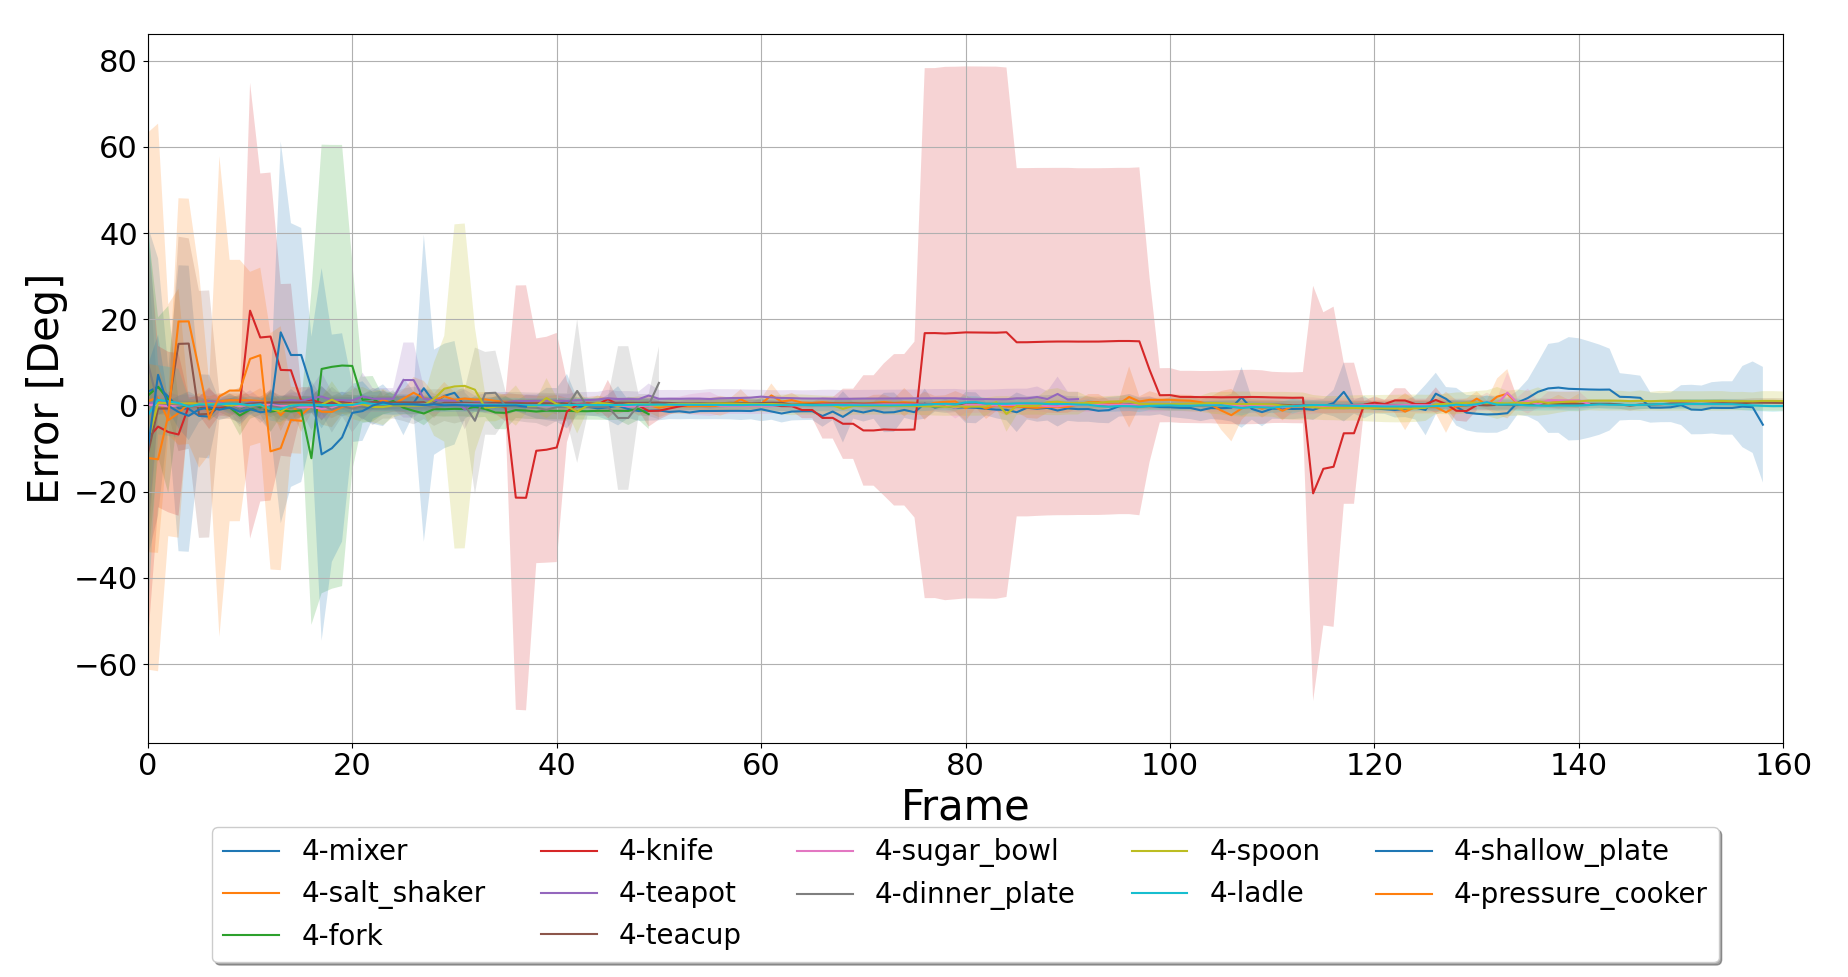 Error [Deg]
80
60
40
20
0
−20
−40
−60
0 20 40 60 80 100 120 140 160
Frame
4-mixer 4-knife 4-sugar_bowl 4-spoon 4-shallow_plate
4-salt_shaker 4-teapot 4-dinner_plate 4-ladle 4-pressure_cooker
4-fork 4-teacup